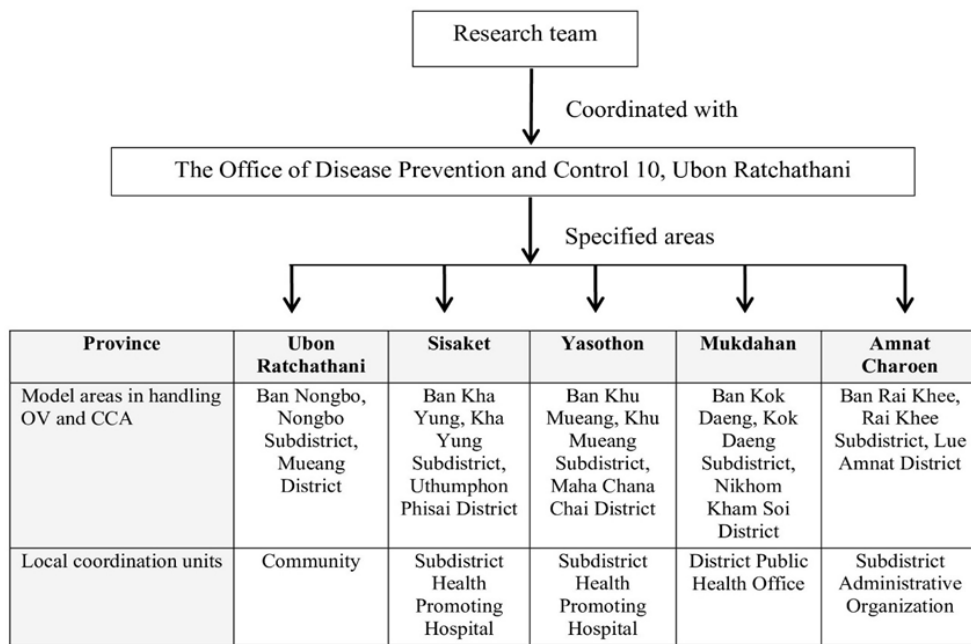 Research team
Coordinated with
The Office of Disease Prevention and Control 10, Ubon Ratchathani
Specified areas
Province
Ubon
Ratchathani
Sisaket
Yasothon
Mukdahan
Amnat
Charoen
Model areas in handling
OV and CCA
Ban Nongbo,
Nongbo
Subdistrict,
Mueang
District
Ban Kha
Yung, Kha
Yung
Subdistrict,
Uthumphon
Phisai District
Ban Khu
Mueang, Khu
Mueang
Subdistrict,
Maha Chana
Chai District
Ban Kok
Daeng, Kok
Daeng
Subdistrict,
Nikhom
Kham Soi
District
Ban Rai Khee,
Rai Khee
Subdistrict, Lue
Amnat District
Local coordination units
Community
Subdistrict
Health
Promoting
Hospital
Subdistrict
Health
Promoting
Hospital
District Public
Health Office
Subdistrict
Administrative
Organization